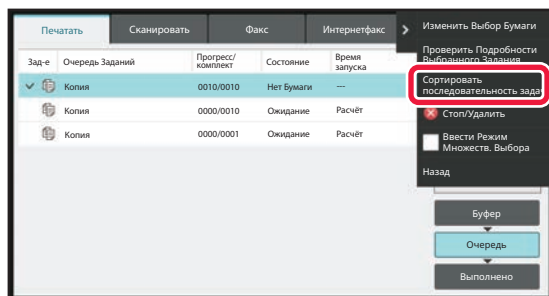 Печатать Сканировать Факс Интернетфакс
Зад-е Очередь Заданий Прогресс/комплект Состояние Время запуска
Копия 0010/0010 Нет Бумаги ---
Копия 0000/0010 Ожидание Расчёт
Копия 0000/0001 Ожидание Расчёт
Изменить Выбор Бумаги
Проверить Подробности
Выбранного Задания
Сортировать
последовательность зада
Стоп/Удалить
Ввести Режим
Множеств. Выбора
Назад
Буфер
Очередь
Выполнено